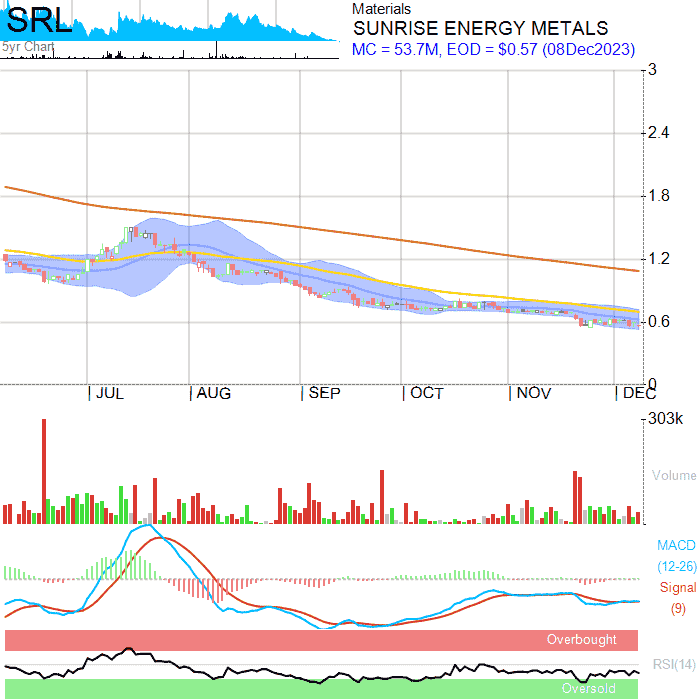 SRL
5yr Chart
Materials
SUNRISE ENERGY METALS
MC = 53.7M, EOD = $0.57 (08Dec2023)
3
2.4
1.8
1.2
0.6
0
JUL AUG SEP OCT NOV DEC
303k
Volume
MACD
(12-26)
Signal
(9)
Overbought
RSI(14)
Oversold